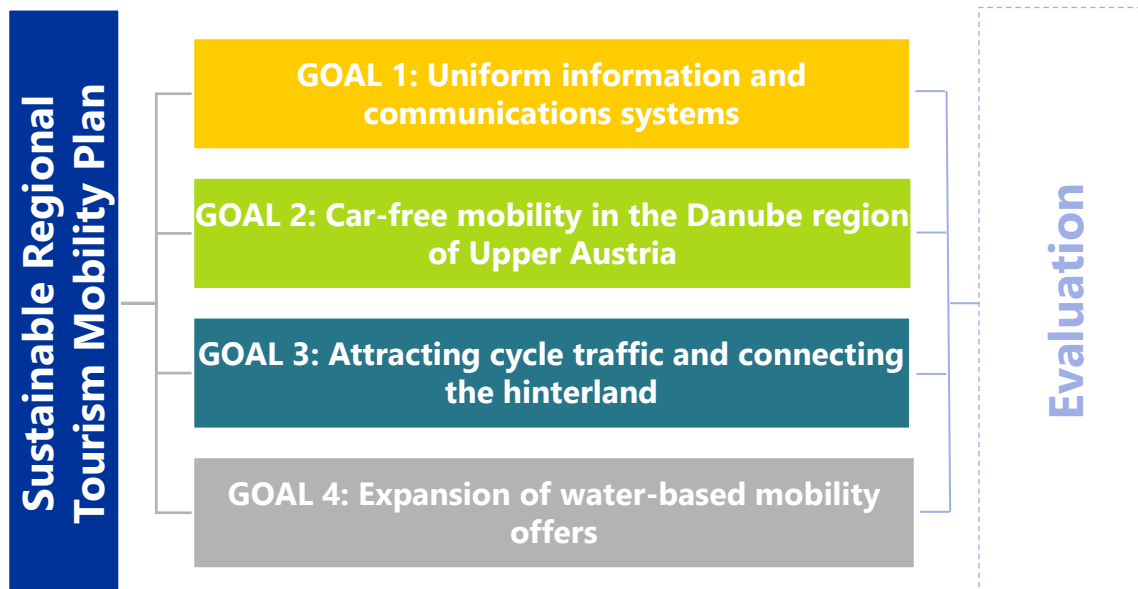 Sustainable Regional
Tourism Mobility Plan
GOAL 1: Uniform information and
communications systems
GOAL 2: Car-free mobility in the Danube region
of Upper Austria
GOAL 3: Attracting cycle traffic and connecting
the hinterland
GOAL 4: Expansion of water-based mobility
offers
Evaluation